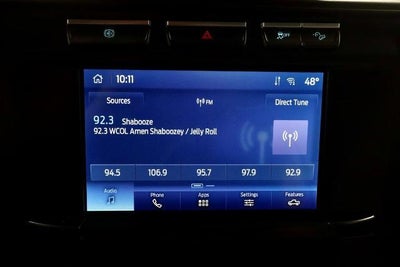 10:11
48°
Sources
FM
Direct Tune
92.3 Shabooze
92.3 WCOL Amen Shaboozey / Jelly Roll
94.5 106.9 95.7 97.9 92.9
Audio Phone Apps Settings Features